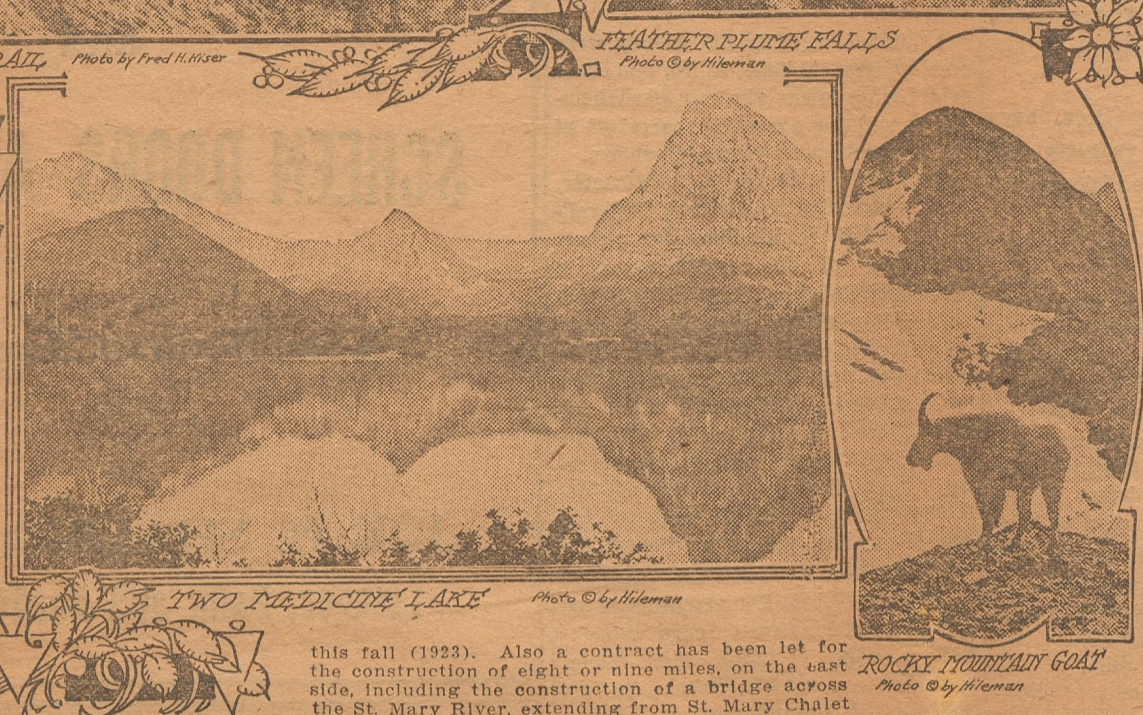 FEATHER PLUME FALLS
Photo © by Hileman
Photo by Fred H. Kiser
TWO MEDICINE LAKE
Photo © by Hileman
this fall (1923). Also a contract has been let for
the construction of eight or nine miles, on the east
side, including the construction of a bridge across
the St. Mary River, extending from St. Mary Chalet
ROCKY MOUNTAIN GOAT
Photo © by Hileman